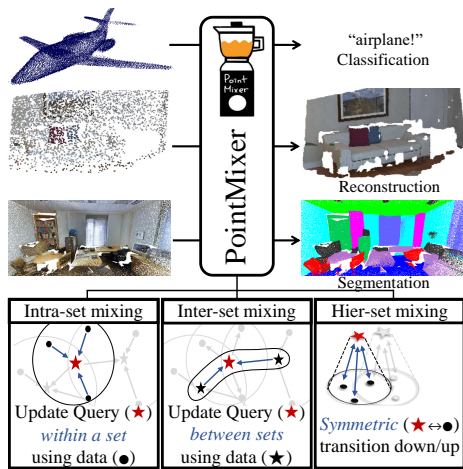 “airplane!”
Classification
Point
Mixer
PointMixer
Reconstruction
Segmentation
Intra-set mixing
Update Query (★)
within a set
using data (●)
Inter-set mixing
Update Query (★)
between sets
using data (★)
Hier-set mixing
Symmetric (★↔●)
transition down/up